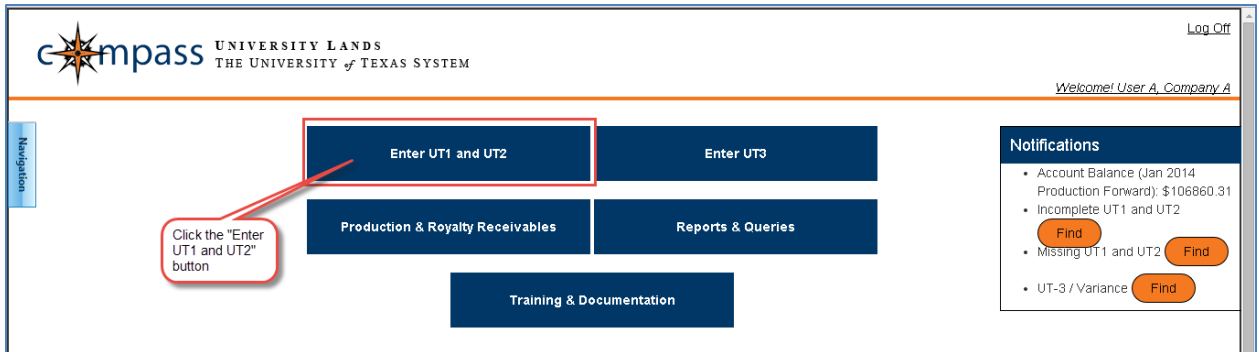 Log Off
compass UNIVERSITY LANDS
THE UNIVERSITY of TEXAS SYSTEM
Welcome! User A, Company A
Navigation
Enter UT1 and UT2
Enter UT3
Click the "Enter
UT1 and UT2"
button
Production & Royalty Receivables
Reports & Queries
Training & Documentation
Notifications
• Account Balance (Jan 2014
Production Forward): $106860.31
• Incomplete UT1 and UT2
Find
• Missing UT1 and UT2 Find
• UT-3 / Variance Find